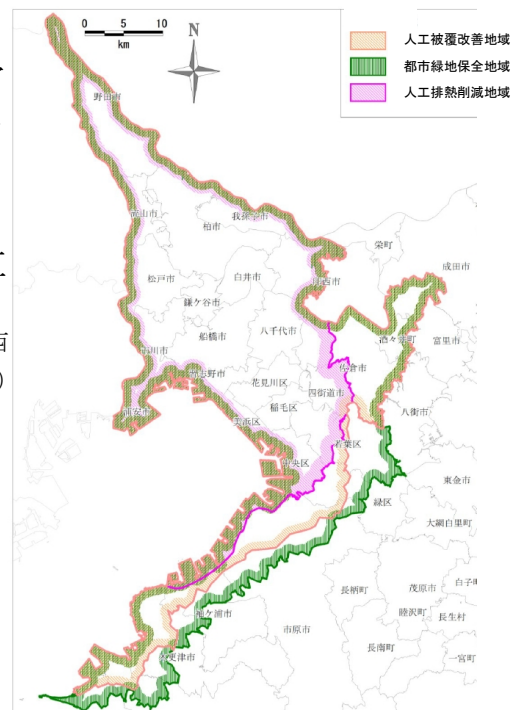 0 5 10
km
N
人工被覆改善地域
都市緑地保全地域
人工排熱削減地域
野田市
流山市
柏市
我孫子市
栄町
成田市
印西市
松戸市
白井市
鎌ケ谷市
船橋市
八千代市
酒々井町
富里市
市川市
習志野市
佐倉市
花見川区
四街道市
稲毛区
八街市
浦安市
美浜区
若葉区
中央区
緑区
東金市
大網白里町
長柄町
茂原市
白子町
袖ケ浦市
市原市
睦沢町
長生村
長南町
木更津市
一宮町
西
)